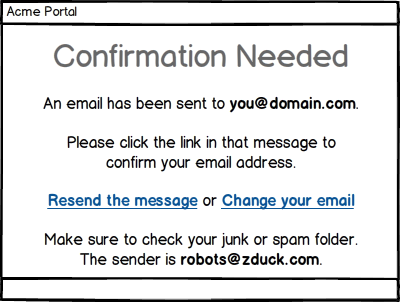 Acme Portal
Confirmation Needed
An email has been sent to you@domain.com.
Please click the link in that message to
confirm your email address.
Resend the message or Change your email
Make sure to check your junk or spam folder.
The sender is robots@zduck.com.